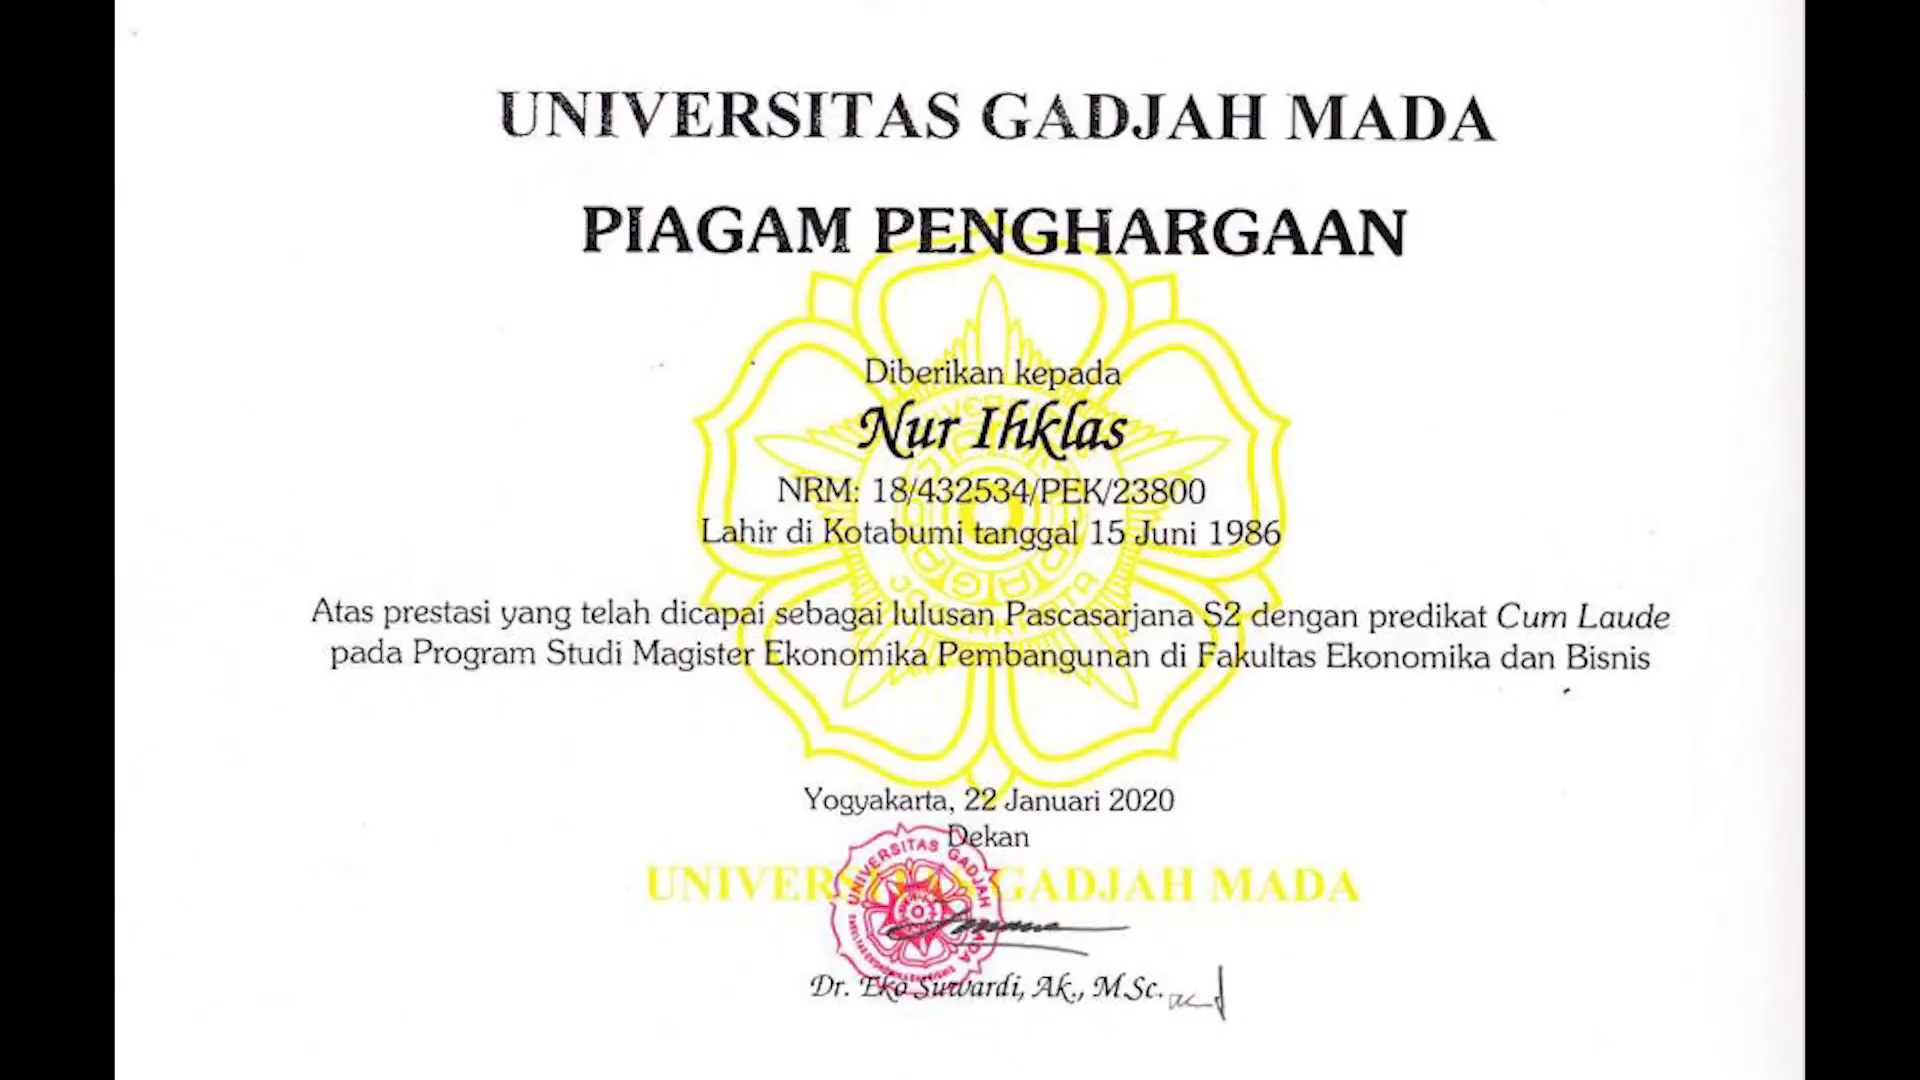 UNIVERSITAS GADJAH MADA
PIAGAM PENGHARGAAN
Diberikan kepada
Nur Ihklas
NRM: 18/432534/PEK/23800
Lahir di Kotabumi tanggal 15 Juni 1986
Atas prestasi yang telah dicapai sebagai lulusan Pascasarjana S2 dengan predikat Cum Laude
pada Program Studi Magister Ekonomika Pembangunan di Fakultas Ekonomika dan Bisnis
Yogyakarta, 22 Januari 2020
Dekan
UNIVERSITAS GADJAH MADA
UNIVERSITAS GADJAH MADA
Dr. Eko Suwardi, Ak., M.Sc.